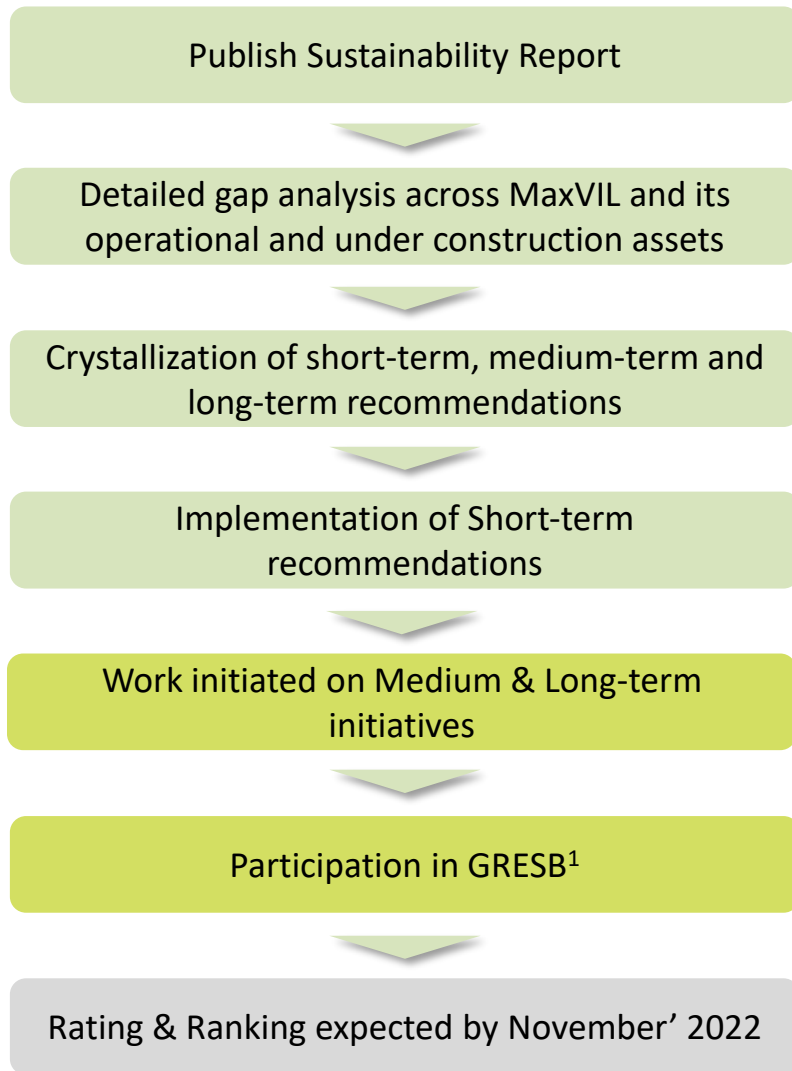 Publish Sustainability Report
Detailed gap analysis across MaxVIL and its
operational and under construction assets
Crystallization of short-term, medium-term and
long-term recommendations
Implementation of Short-term
recommendations
Work initiated on Medium & Long-term
initiatives
Participation in GRESB¹
Rating & Ranking expected by November’ 2022